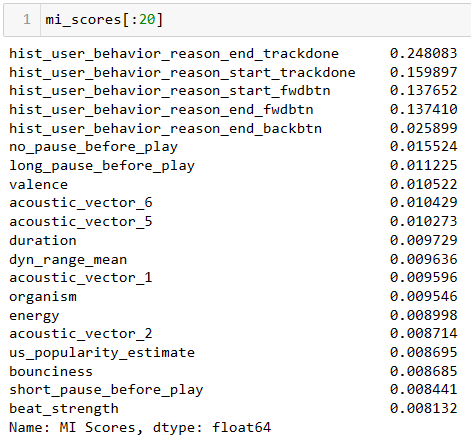 1 mi_scores[:20]
hist_user_behavior_reason_end_trackdone 0.248083
hist_user_behavior_reason_start_trackdone 0.159897
hist_user_behavior_reason_start_fwdbtn 0.137652
hist_user_behavior_reason_end_fwdbtn 0.137410
hist_user_behavior_reason_end_backbtn 0.025899
no_pause_before_play 0.015524
long_pause_before_play 0.011225
valence 0.010522
acoustic_vector_6 0.010429
acoustic_vector_5 0.010273
duration 0.009729
dyn_range_mean 0.009636
acoustic_vector_1 0.009596
organism 0.009546
energy 0.008998
acoustic_vector_2 0.008714
us_popularity_estimate 0.008695
bounciness 0.008685
short_pause_before_play 0.008441
beat_strength 0.008132
Name: MI Scores, dtype: float64